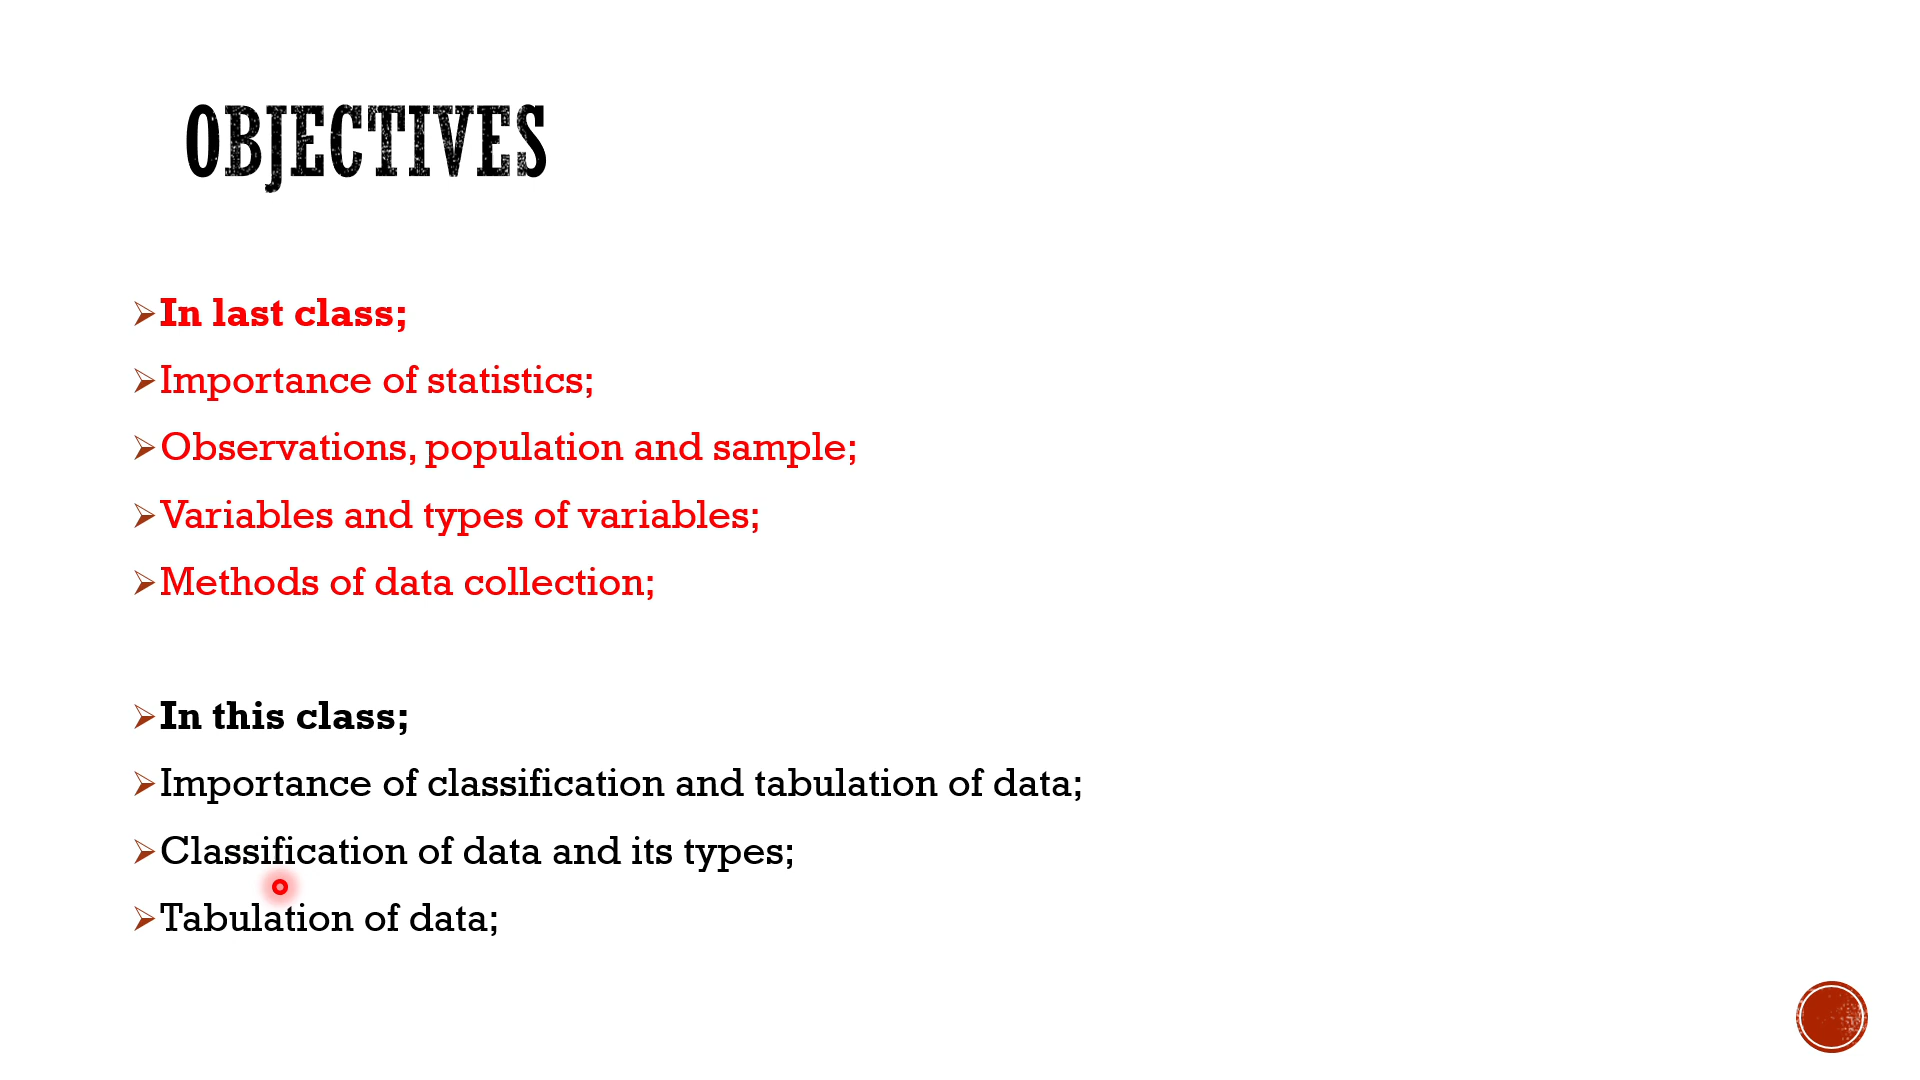 OBJECTIVES
In last class;
Importance of statistics;
Observations, population and sample;
Variables and types of variables;
Methods of data collection;
In this class;
Importance of classification and tabulation of data;
Classification of data and its types;
Tabulation of data;